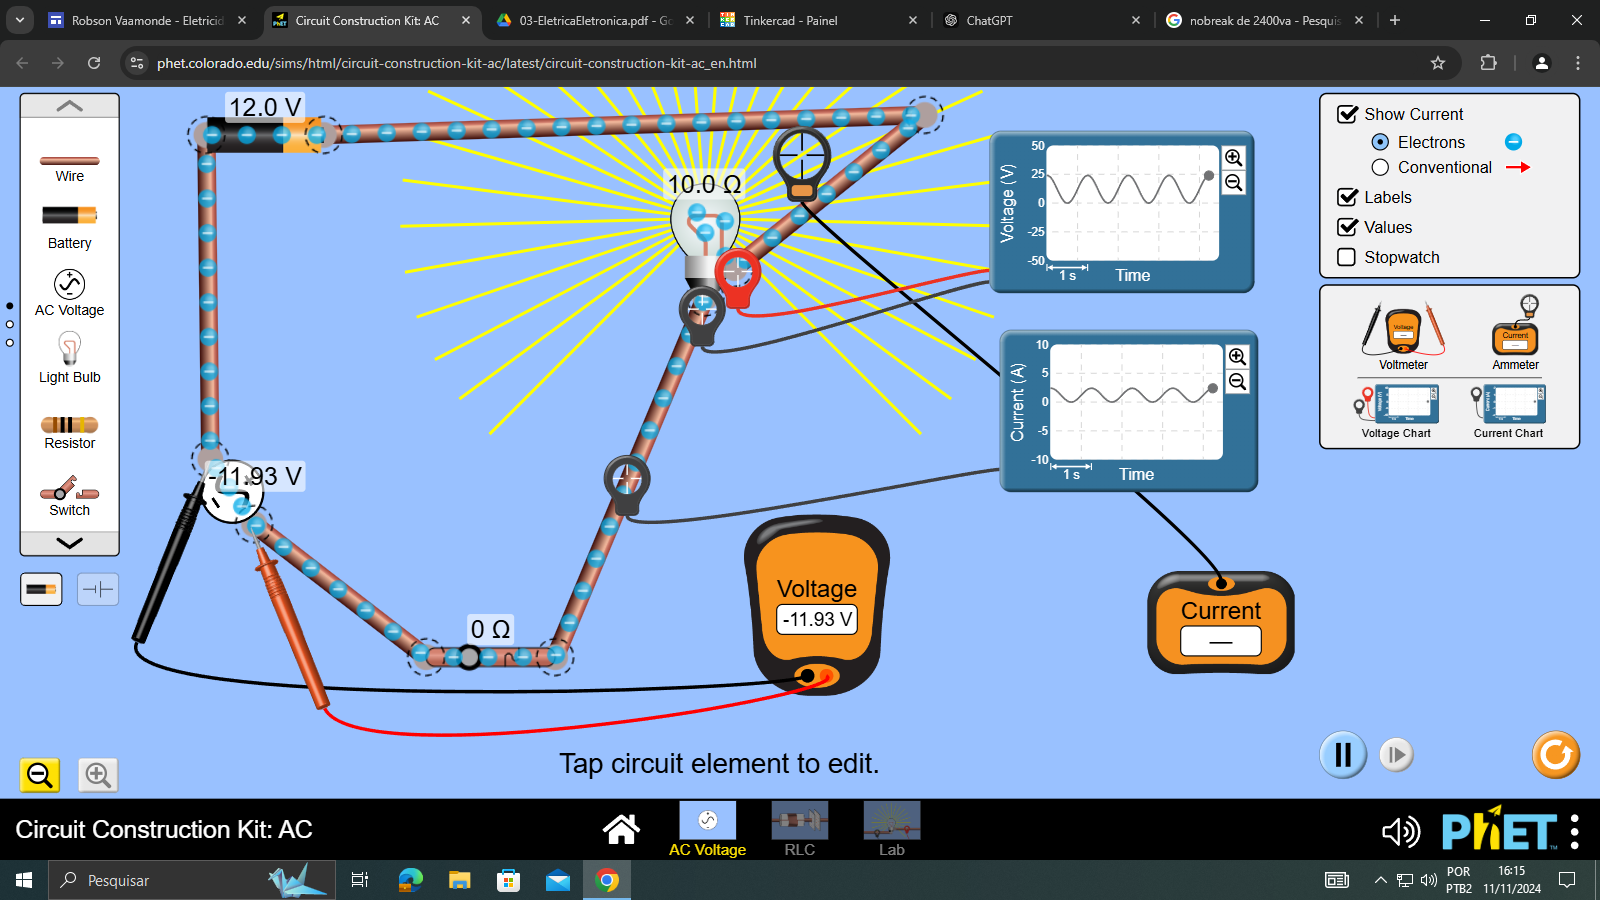 Robson Vaamonde - Eletricid
Circuit Construction Kit: AC
03-EletricaEletronica.pdf - Go
Tinkercad - Painel
ChatGPT
nobreak de 2400va - Pesquis
phet.colorado.edu/sims/html/circuit-construction-kit-ac/latest/circuit-construction-kit-ac_en.html
Wire
Battery
AC Voltage
Light Bulb
Resistor
Switch
12.0 V
10.0 Ω
-11.93 V
0 Ω
Voltage (V)
50
25
0
-25
-50
1 s
Time
Current (A)
10
5
0
-5
-10
1 s
Time
Voltage
-11.93 V
Current
—
Show Current
Electrons
Conventional
Labels
Values
Stopwatch
Voltage
Current
Voltmeter
Ammeter
Voltage Chart
Current Chart
Tap circuit element to edit.
Circuit Construction Kit: AC
AC Voltage
RLC
Lab
PhET
Pesquisar
POR
PTB2
16:15
11/11/2024